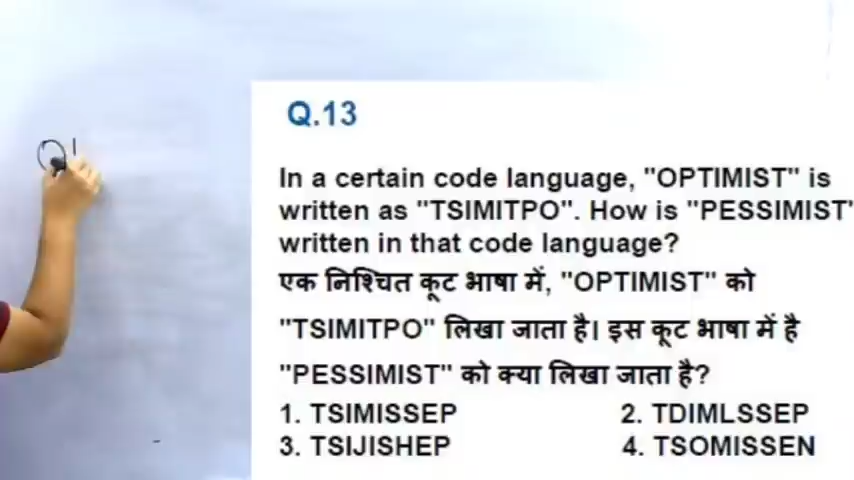 Q.13
Q1
In a certain code language, "OPTIMIST" is
written as "TSIMITPO". How is "PESSIMIST"
written in that code language?
एक निश्चित कूट भाषा में, "OPTIMIST" को
"TSIMITPO" लिखा जाता है। इस कूट भाषा में है
"PESSIMIST" को क्या लिखा जाता है?
1. TSIMISSEP
2. TDIMLSSEP
3. TSIJISHEP
4. TSOMISSEN